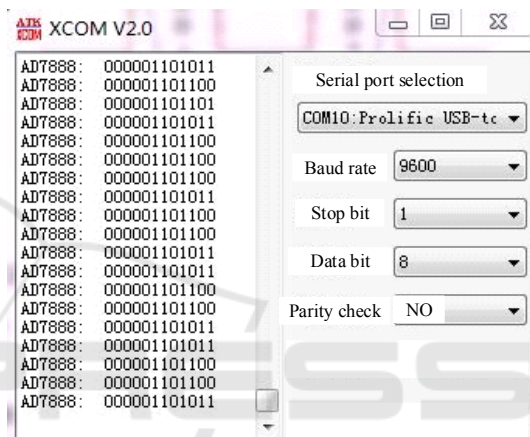 ATK XCOM XCOM V2.0
AD7888: 000001101011
AD7888: 000001101100
AD7888: 000001101101
AD7888: 000001101011
AD7888: 000001101100
AD7888: 000001101100
AD7888: 000001101100
AD7888: 000001101011
AD7888: 000001101100
AD7888: 000001101100
AD7888: 000001101011
AD7888: 000001101011
AD7888: 000001101100
AD7888: 000001101100
AD7888: 000001101011
AD7888: 000001101011
AD7888: 000001101100
AD7888: 000001101100
AD7888: 000001101011
Serial port selection
COM10:Prolific USB-tc
Baud rate 9600
Stop bit 1
Data bit 8
Parity check NO